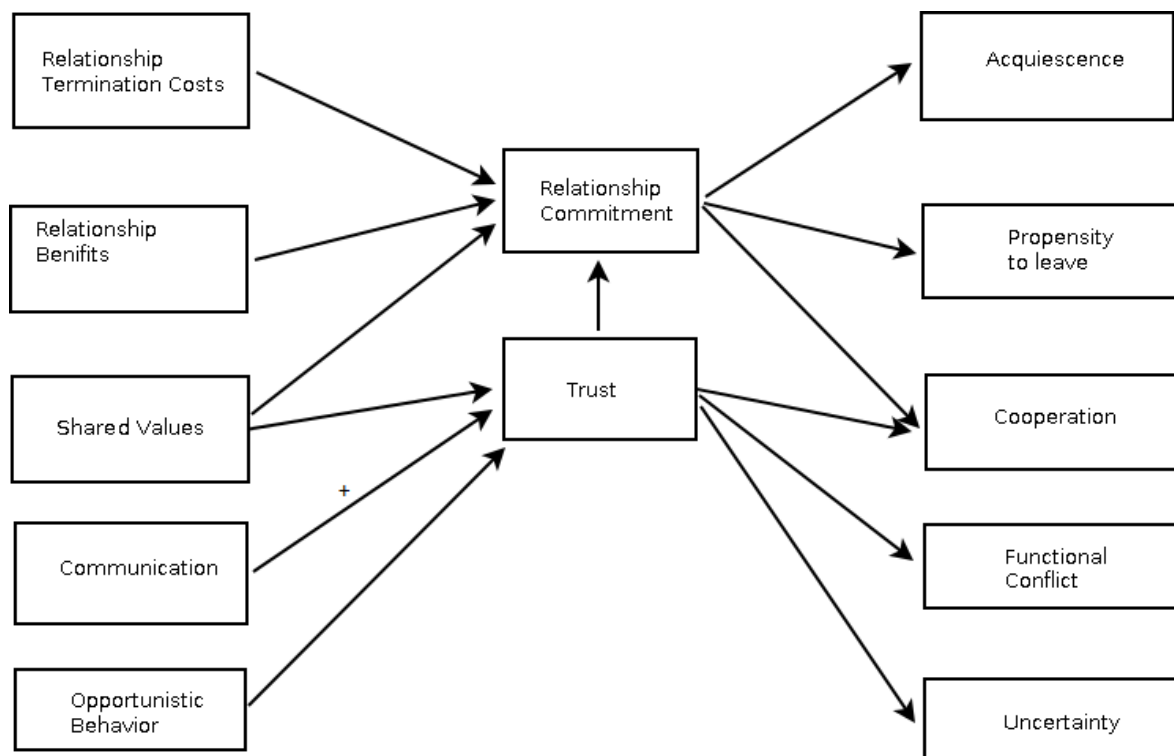 Relationship
Termination Costs
Acquiescence
Relationship
Commitment
Relationship
Benifits
Propensity
to leave
Trust
Shared Values
Cooperation
+
Communication
Functional
Conflict
Opportunistic
Behavior
Uncertainty